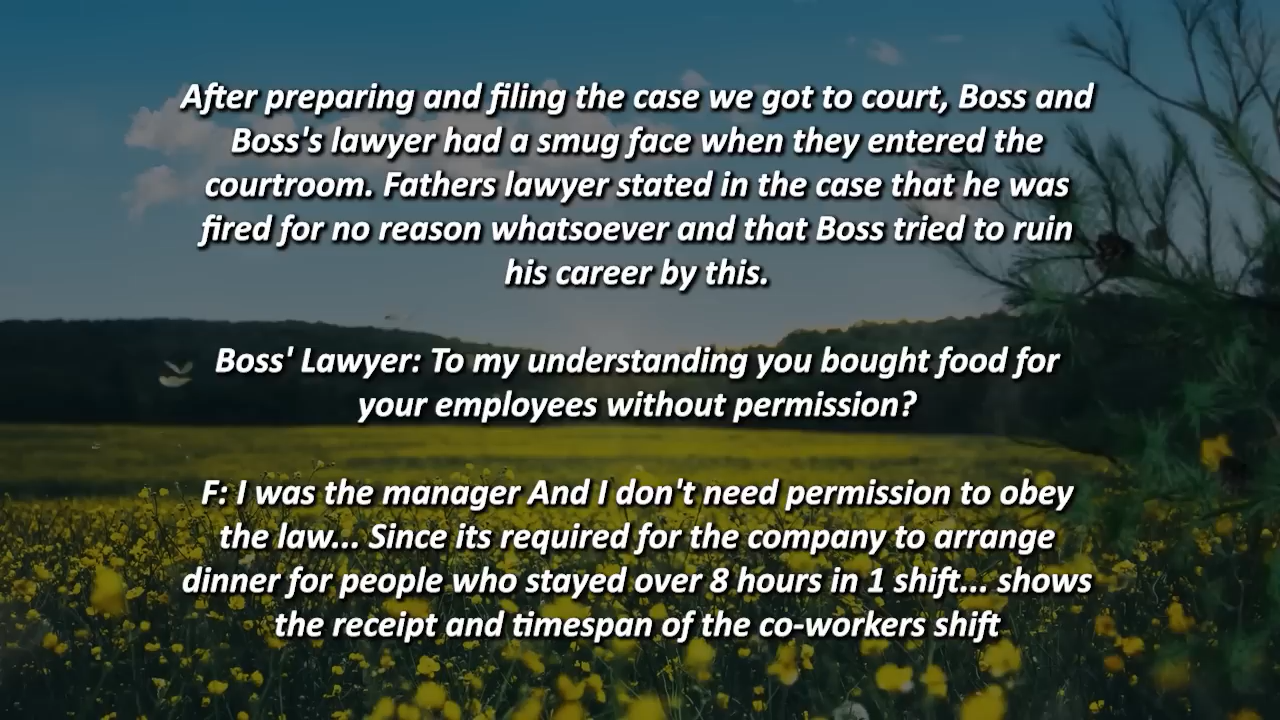 After preparing and filing the case we got to court, Boss and
Boss's lawyer had a smug face when they entered the
courtroom. Fathers lawyer stated in the case that he was
fired for no reason whatsoever and that Boss tried to ruin
his career by this.
Boss' Lawyer: To my understanding you bought food for
your employees without permission?
F: I was the manager And I don't need permission to obey
the law... Since its required for the company to arrange
dinner for people who stayed over 8 hours in 1 shift... shows
the receipt and timespan of the co-workers shift